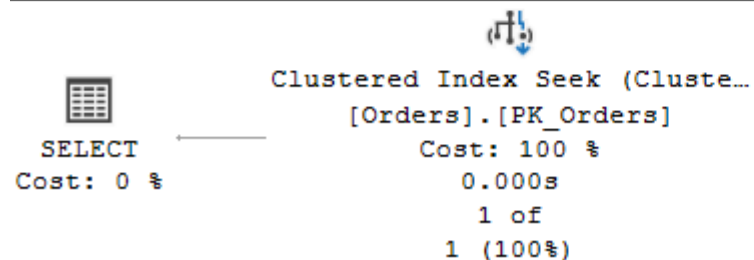 SELECT
Cost: 0 %
Clustered Index Seek (Cluste…
[Orders].[PK_Orders]
Cost: 100 %
0.000s
1 of
1 (100%)